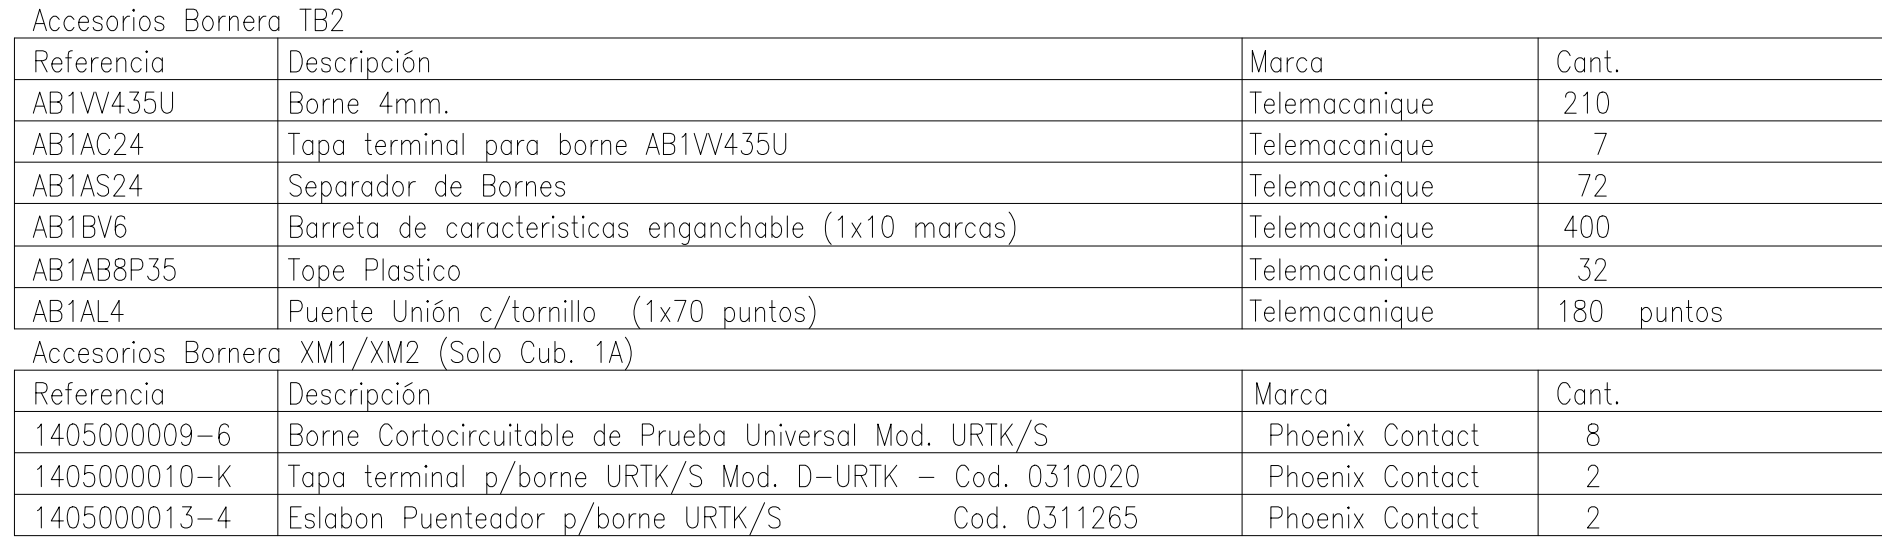 Accesorios Bornera TB2
Referencia Descripción Marca Cant.
AB1VV435U Borne 4mm. Telemacanique 210
AB1AC24 Tapa terminal para borne AB1VV435U Telemacanique 7
AB1AS24 Separador de Bornes Telemacanique 72
AB1BV6 Barreta de caracteristicas enganchable (1x10 marcas) Telemacanique 400
AB1AB8P35 Tope Plastico Telemacanique 32
AB1AL4 Puente Unión c/tornillo (1x70 puntos) Telemacanique 180 puntos
Accesorios Bornera XM1/XM2 (Solo Cub. 1A)
Referencia Descripción Marca Cant.
1405000009-6 Borne Cortocircuitable de Prueba Universal Mod. URTK/S Phoenix Contact 8
1405000010-K Tapa terminal p/borne URTK/S Mod. D-URTK - Cod. 0310020 Phoenix Contact 2
1405000013-4 Eslabon Puenteador p/borne URTK/S Cod. 0311265 Phoenix Contact 2